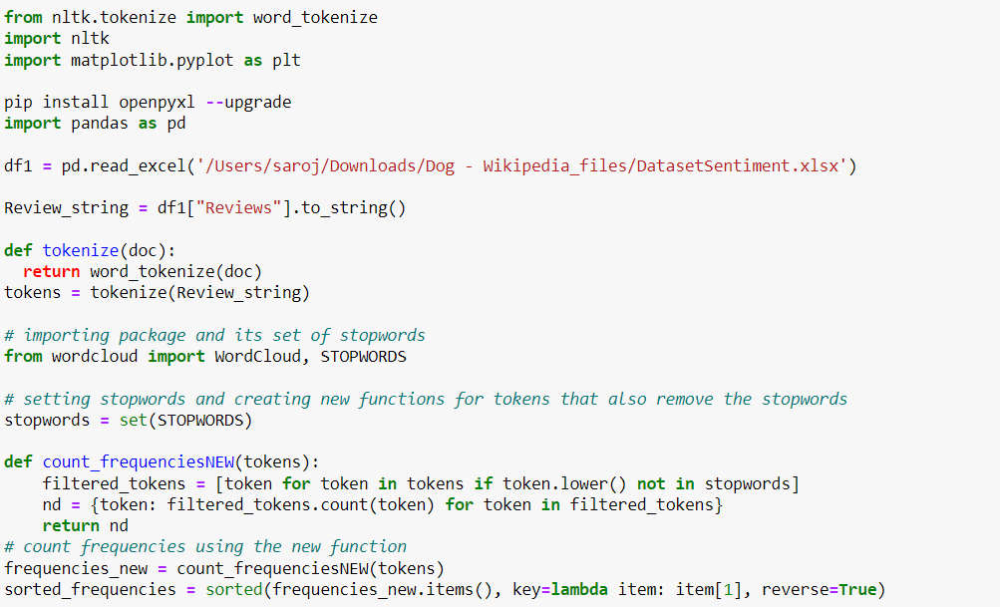 from nltk.tokenize import word_tokenize
import nltk
import matplotlib.pyplot as plt

pip install openpyxl --upgrade
import pandas as pd

df1 = pd.read_excel('/Users/saroj/Downloads/Dog - Wikipedia_files/DatasetSentiment.xlsx')

Review_string = df1["Reviews"].to_string()

def tokenize(doc):
  return word_tokenize(doc)
tokens = tokenize(Review_string)

# importing package and its set of stopwords
from wordcloud import WordCloud, STOPWORDS

# setting stopwords and creating new functions for tokens that also remove the stopwords
stopwords = set(STOPWORDS)

def count_frequenciesNEW(tokens):
    filtered_tokens = [token for token in tokens if token.lower() not in stopwords]
    nd = {token: filtered_tokens.count(token) for token in filtered_tokens}
    return nd
# count frequencies using the new function
frequencies_new = count_frequenciesNEW(tokens)
sorted_frequencies = sorted(frequencies_new.items(), key=lambda item: item[1], reverse=True)